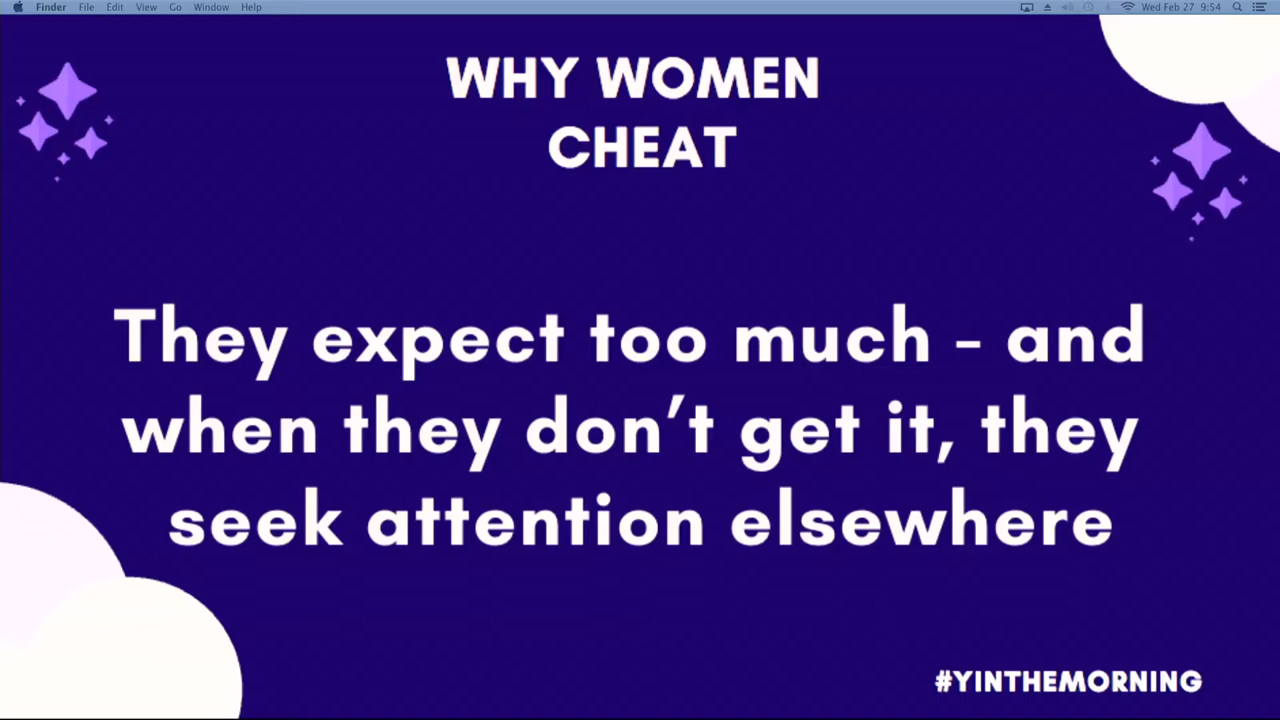 Finder File Edit View Go Window Help Wed Feb 27 9:54
WHY WOMEN
CHEAT
They expect too much - and
when they don't get it, they
seek attention elsewhere
#YINTHEMORNING